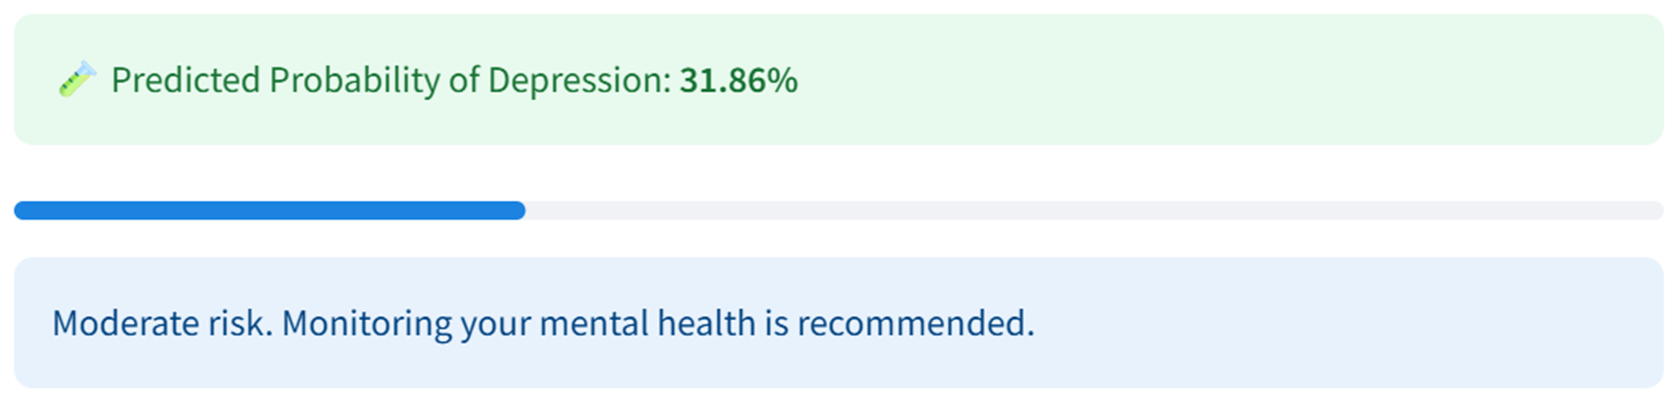 Predicted Probability of Depression: 31.86%
Moderate risk. Monitoring your mental health is recommended.